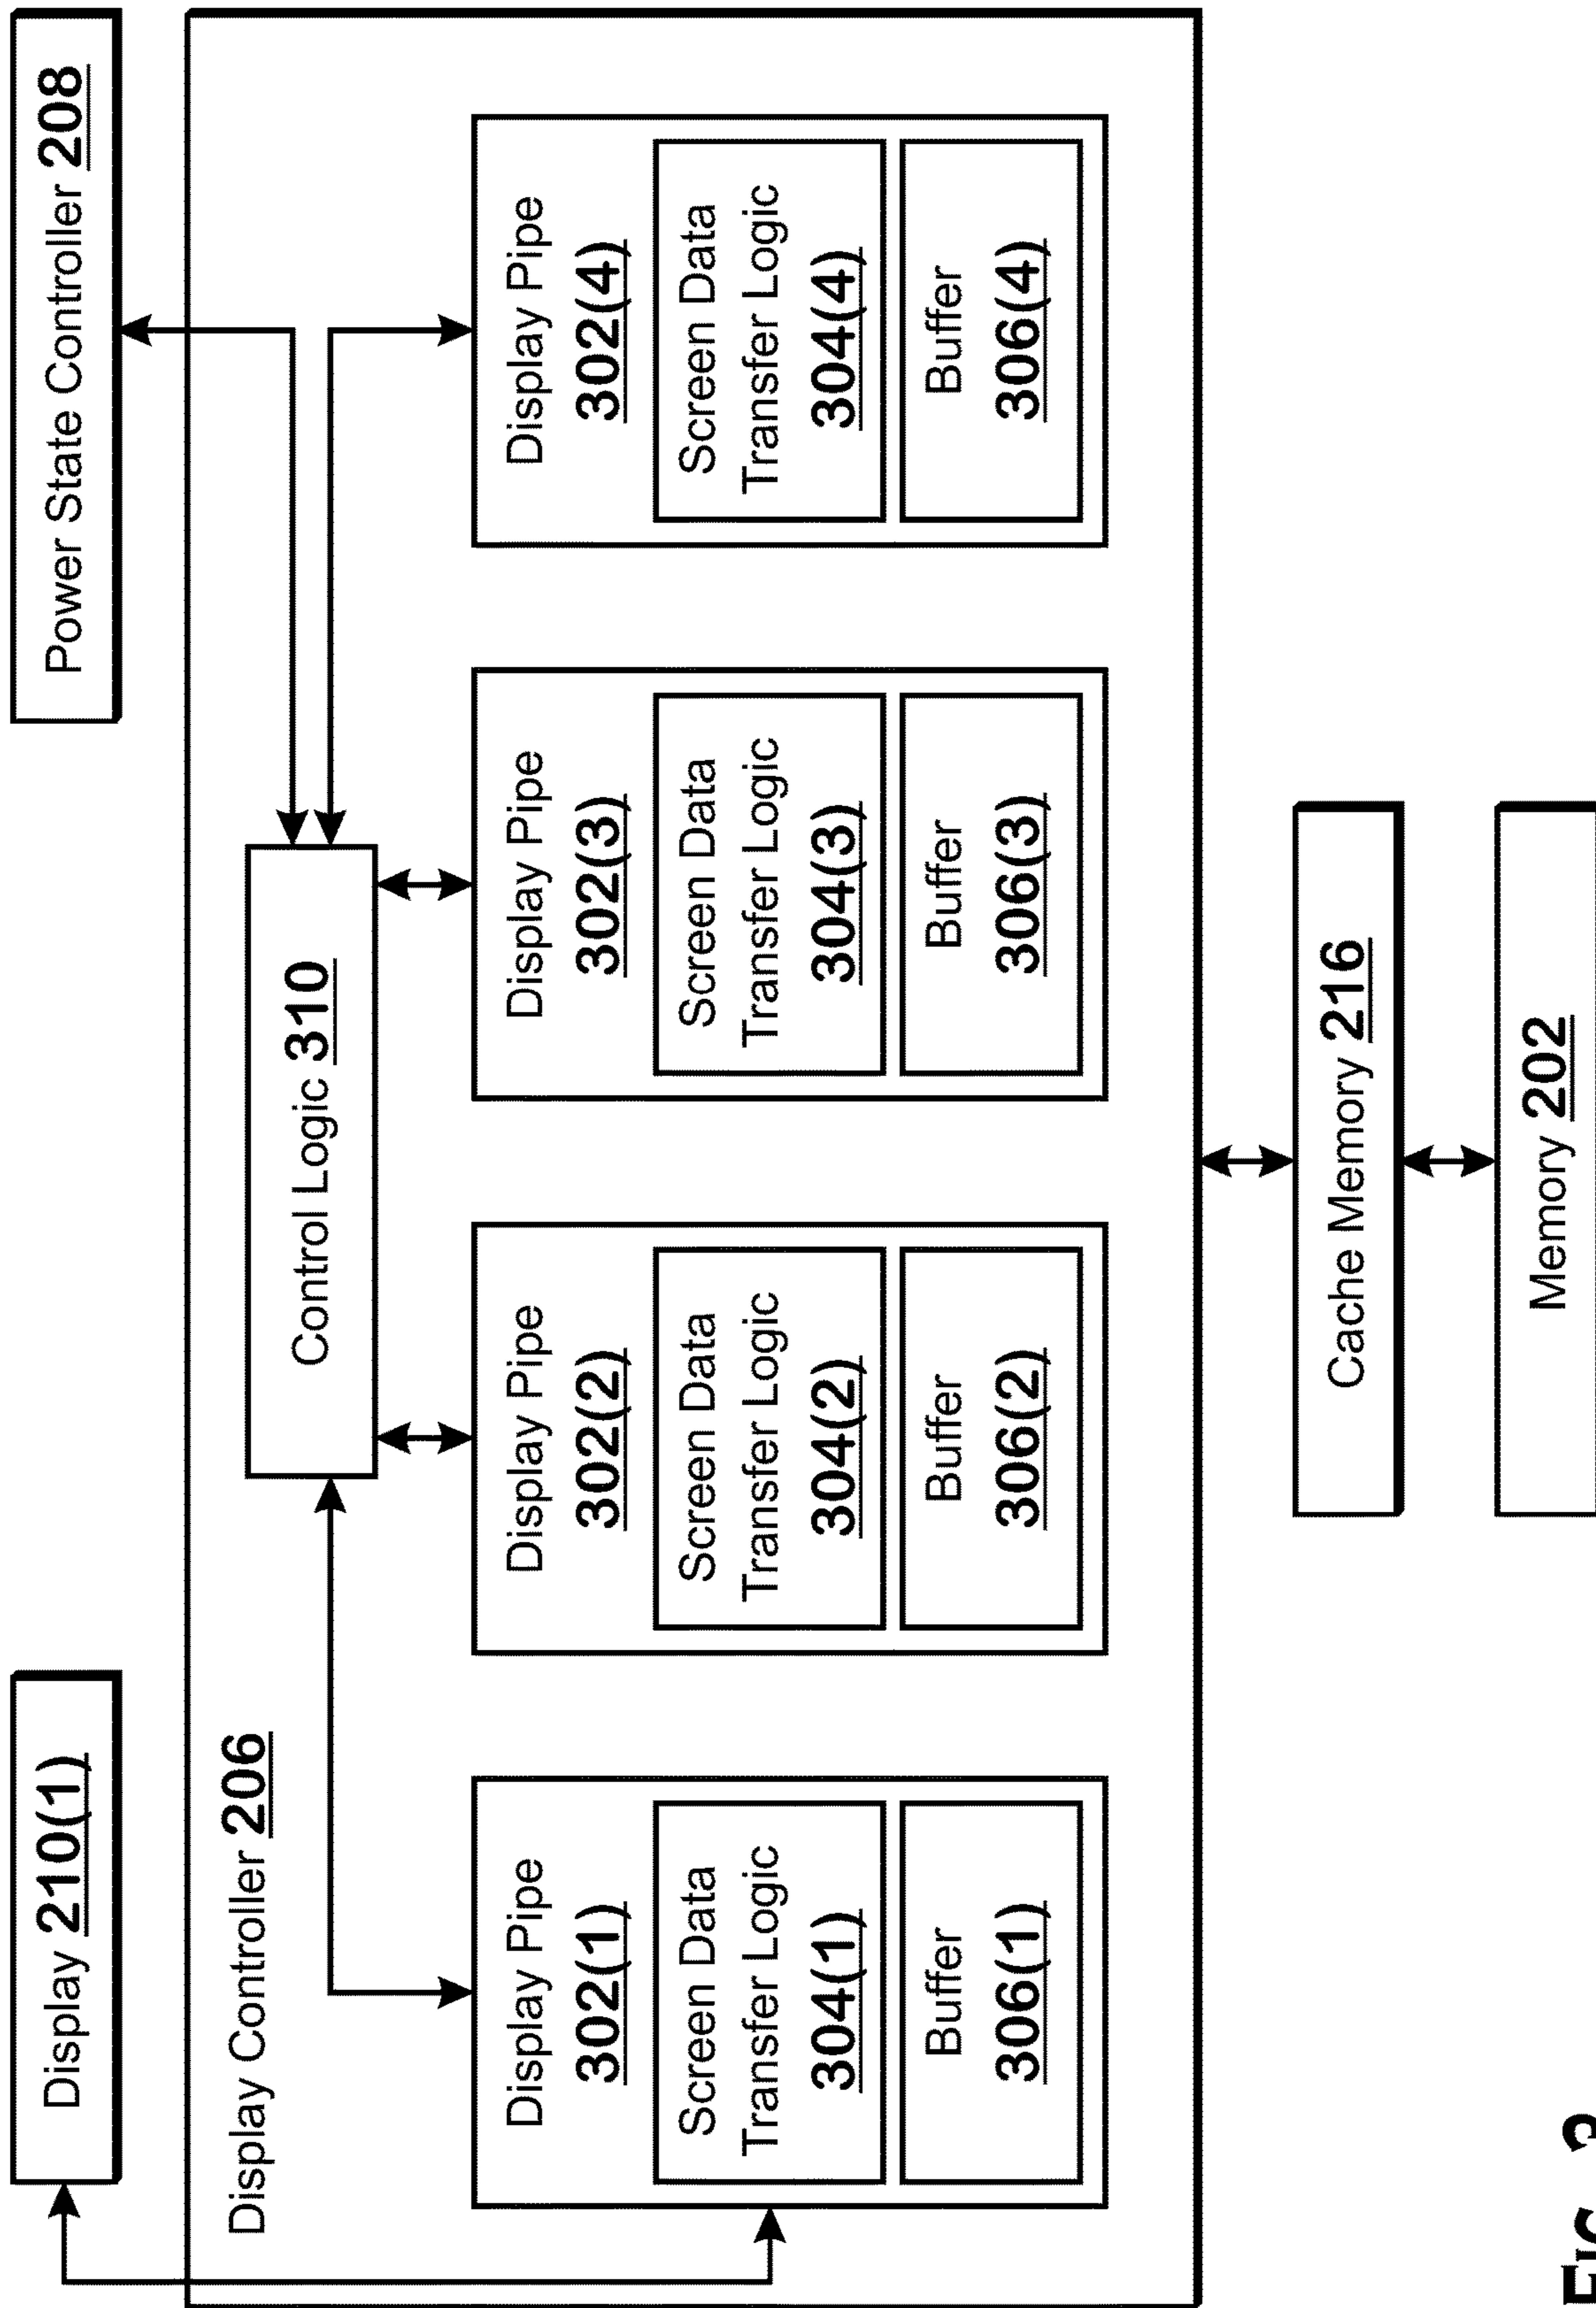 Display 210(1)
Power State Controller 208
Display Controller 206
Control Logic 310
Display Pipe
302(1)
Screen Data
Transfer Logic
304(1)
Buffer
306(1)
Display Pipe
302(2)
Screen Data
Transfer Logic
304(2)
Buffer
306(2)
Display Pipe
302(3)
Screen Data
Transfer Logic
304(3)
Buffer
306(3)
Display Pipe
302(4)
Screen Data
Transfer Logic
304(4)
Buffer
306(4)
Cache Memory 216
Memory 202